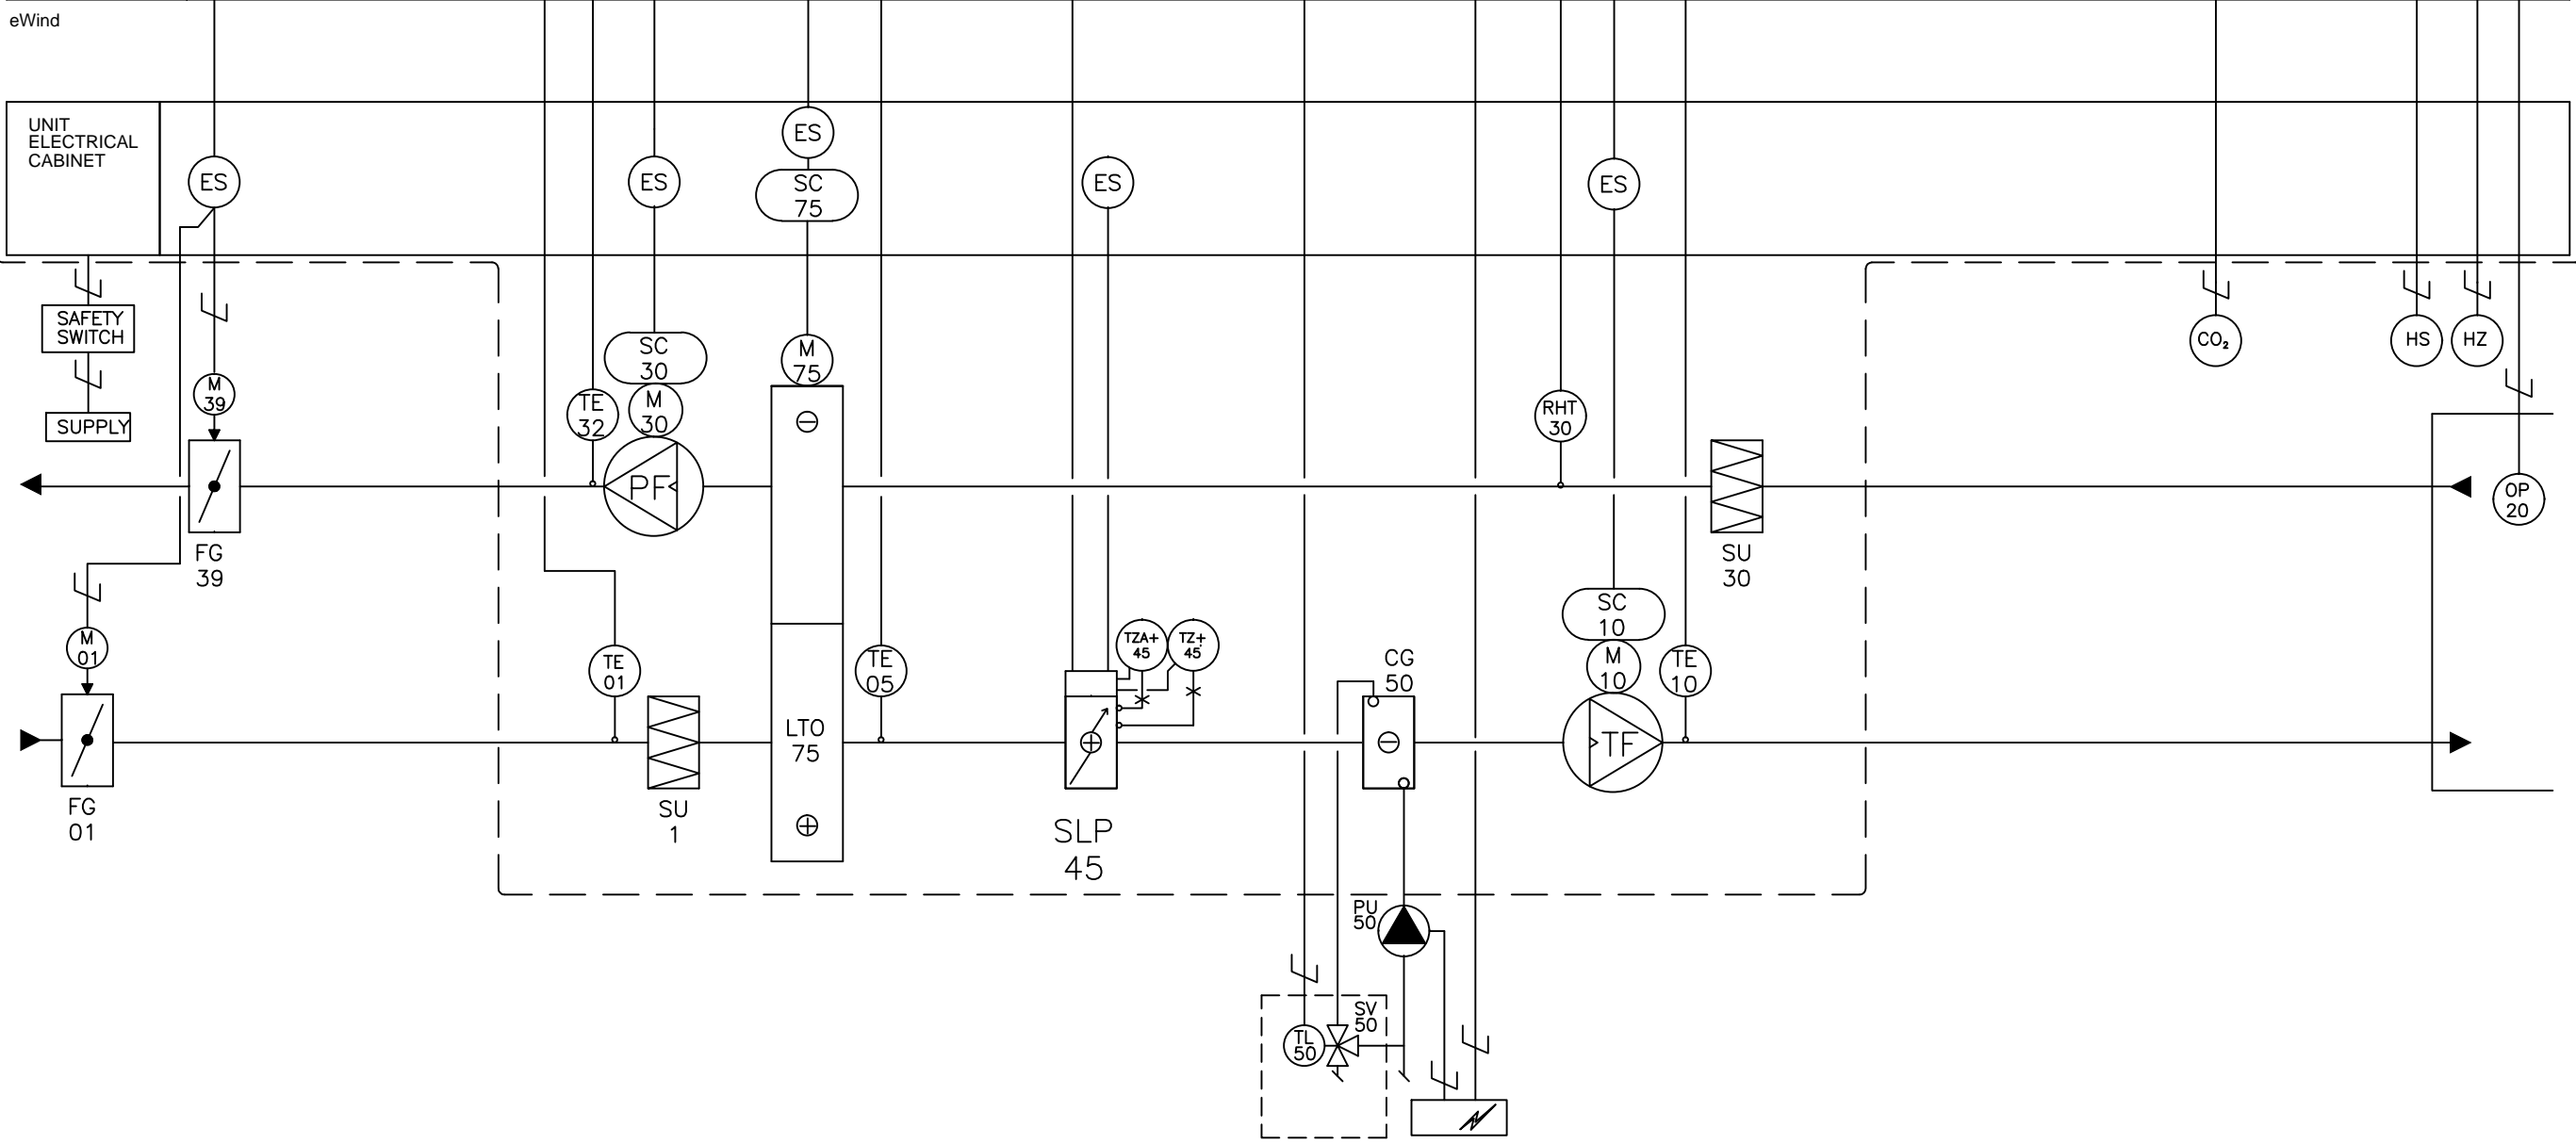 eWind
UNIT
ELECTRICAL
CABINET
ES
ES
ES
SC
75
ES
ES
SAFETY
SWITCH
SUPPLY
M
39
TE
32
SC
30
M
30
M
75
RHT
30
CO₂
HS
HZ
PF
OP
20
FG
39
SU
30
M
01
TE
01
TE
05
TZA+
45
TZ+
45
CG
50
SC
10
M
10
TE
10
LTO
75
TF
FG
01
SU
1
SLP
45
PU
50
SV
50
TL
50